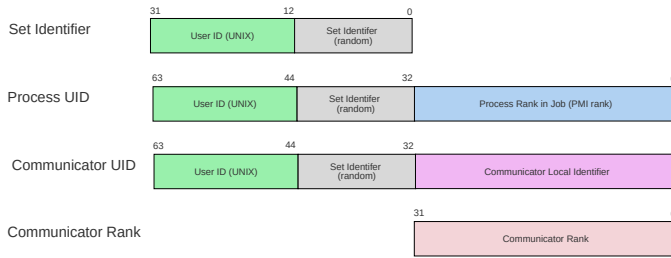 31 12 0
Set Identifier
User ID (UNIX) Set Identifer
(random)
63 44 32
Process UID
User ID (UNIX) Set Identifer
(random) Process Rank in Job (PMI rank)
63 44 32
Communicator UID
User ID (UNIX) Set Identifer
(random) Communicator Local Identifier
31
Communicator Rank
Communicator Rank